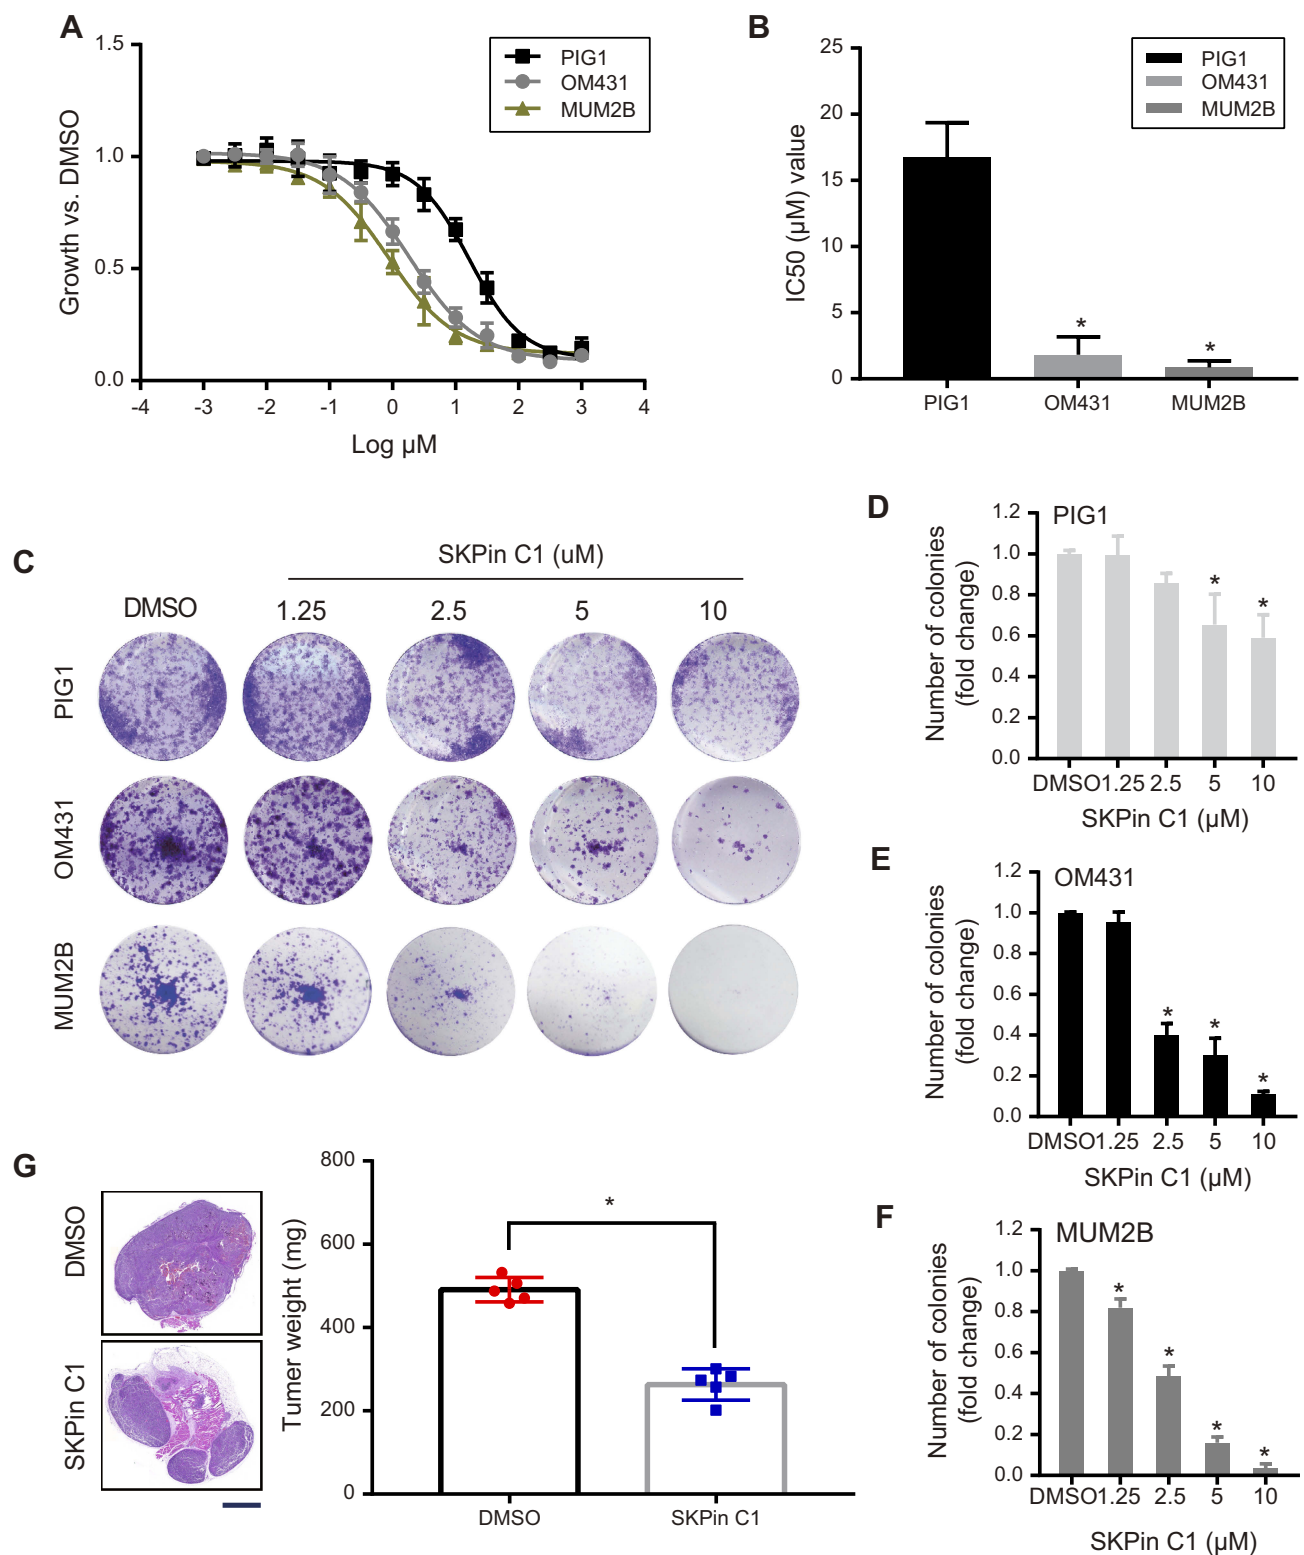 A
1.5
1.0
0.5
0.0
Growth vs. DMSO
-4 -3 -2 -1 0 1 2 3 4
Log µM
PIG1
OM431
MUM2B
B
25
20
15
10
5
0
IC50 (µM) value
PIG1
OM431
MUM2B
* *
PIG1 OM431 MUM2B
C
SKPin C1 (uM)
DMSO 1.25 2.5 5 10
PIG1
OM431
MUM2B
D
PIG1
1.2
1.0
0.8
0.6
0.4
0.2
0.0
Number of colonies
(fold change)
* *
DMSO 1.25 2.5 5 10
SKPin C1 (µM)
E
OM431
1.2
1.0
0.8
0.6
0.4
0.2
0.0
Number of colonies
(fold change)
* * *
DMSO 1.25 2.5 5 10
SKPin C1 (µM)
F
MUM2B
1.2
1.0
0.8
0.6
0.4
0.2
0.0
Number of colonies
(fold change)
* * * *
DMSO 1.25 2.5 5 10
SKPin C1 (µM)
G
DMSO
SKPin C1
800
600
400
200
0
Tumer weight (mg)
*
DMSO SKPin C1